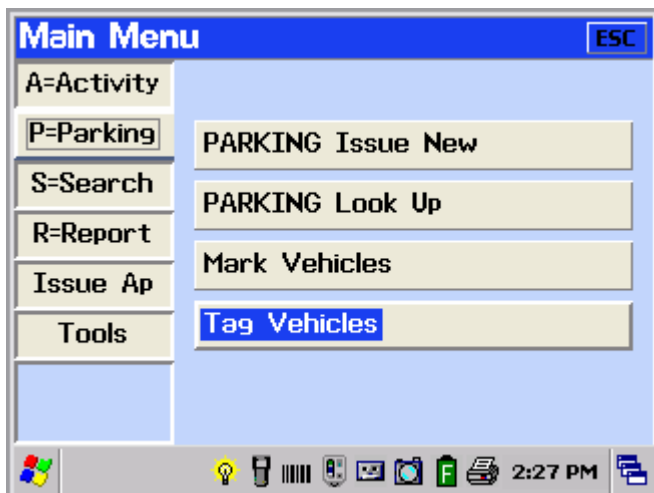 Main Menu
ESC
A=Activity
P=Parking
S=Search
R=Report
Issue Ap
Tools
PARKING Issue New
PARKING Look Up
Mark Vehicles
Tag Vehicles
F
2:27 PM